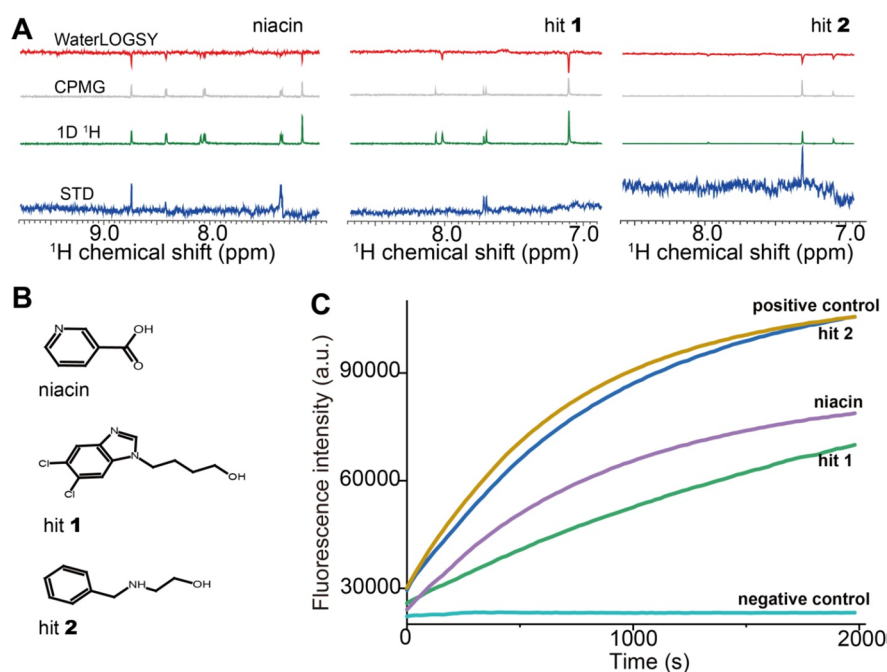 A
niacin
hit 1
hit 2
WaterLOGSY
CPMG
1D ¹H
STD
9.0 8.0
8.0 7.0
8.0 7.0
¹H chemical shift (ppm)
¹H chemical shift (ppm)
¹H chemical shift (ppm)
B
N
OH
O
niacin
N
N
Cl
Cl
OH
hit 1
NH
OH
hit 2
C
Fluorescence intensity (a.u.)
90000
60000
30000
positive control
hit 2
niacin
hit 1
negative control
0 1000 2000
Time (s)